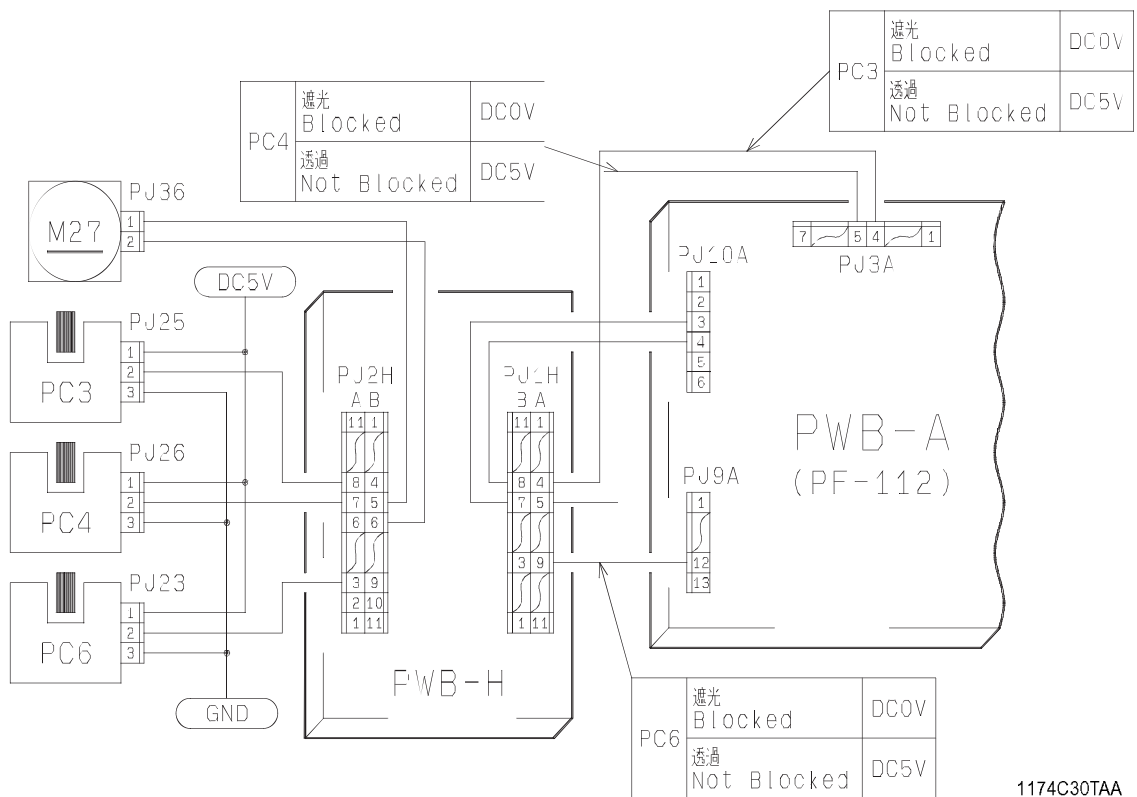 PC3
遮光
Blocked
DC0V
透過
Not Blocked
DC5V
PC4
遮光
Blocked
DC0V
透過
Not Blocked
DC5V
M27
PJ36
1
2
DC5V
PJ25
1
2
3
PC3
PJ26
1
2
3
PC4
PJ23
1
2
3
PC6
GND
PJ2H
A B
11 1
8 4
7 5
6 6
3 9
2 10
1 11
PJ1H
B A
11 1
8 4
7 5
3 9
1 11
PWB-H
PJ10A
1
2
3
4
5
6
PJ9A
1
12
13
7 5 4 1
PJ3A
PWB-A
(PF-112)
PC6
遮光
Blocked
DC0V
透過
Not Blocked
DC5V
1174C30TAA